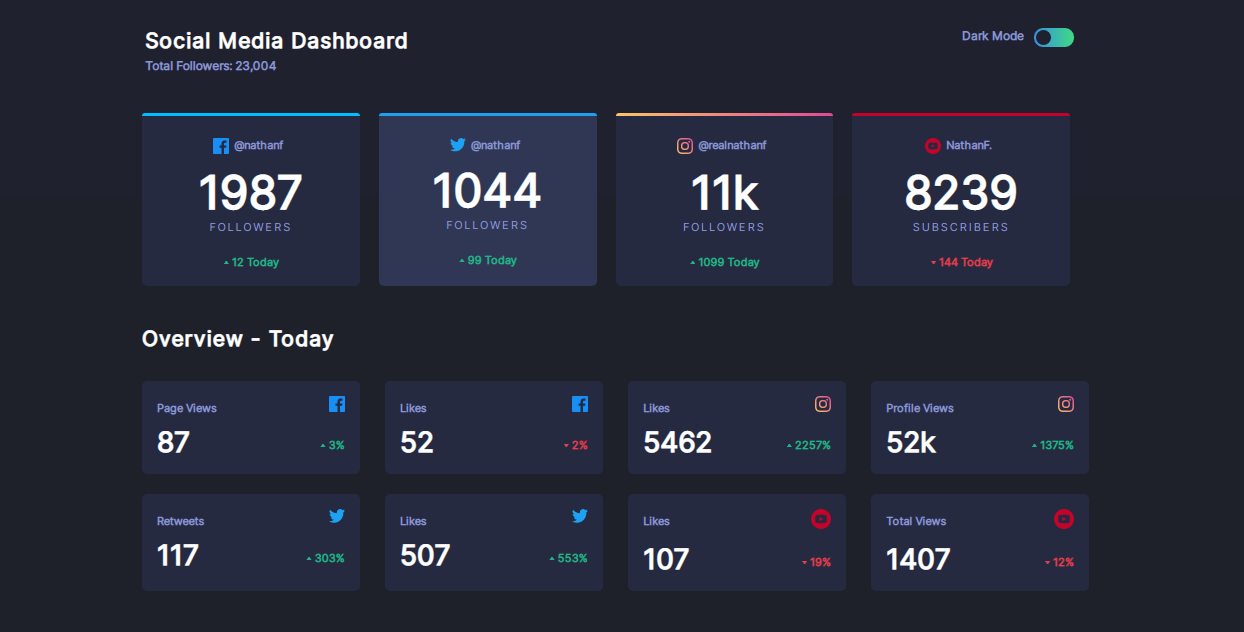 Social Media Dashboard
Total Followers: 23,004
Dark Mode
@nathanf
1987
FOLLOWERS
12 Today
@nathanf
1044
FOLLOWERS
99 Today
@realnathanf
11k
FOLLOWERS
1099 Today
NathanF.
8239
SUBSCRIBERS
144 Today
Overview - Today
Page Views
87
3%
Likes
52
2%
Likes
5462
2257%
Profile Views
52k
1375%
Retweets
117
303%
Likes
507
553%
Likes
107
19%
Total Views
1407
12%